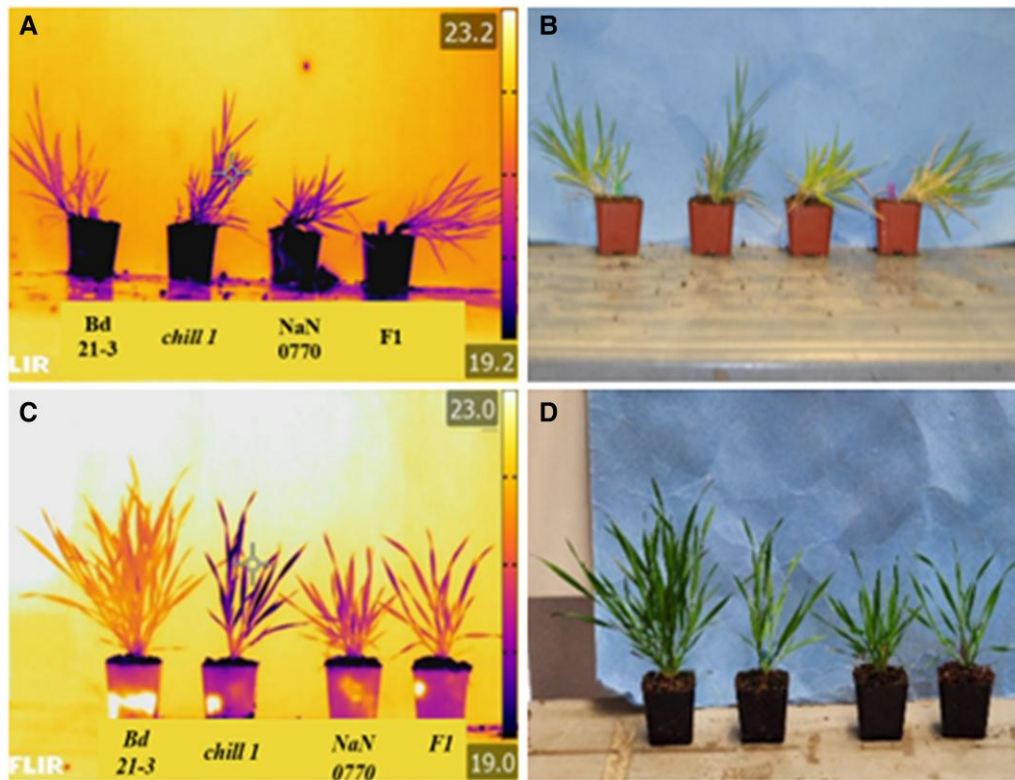 A
23.2
Bd
21-3
chill 1
NaN
0770
F1
LIR
19.2
B
C
23.0
Bd
21-3
chill 1
NaN
0770
F1
FLIR
19.0
D